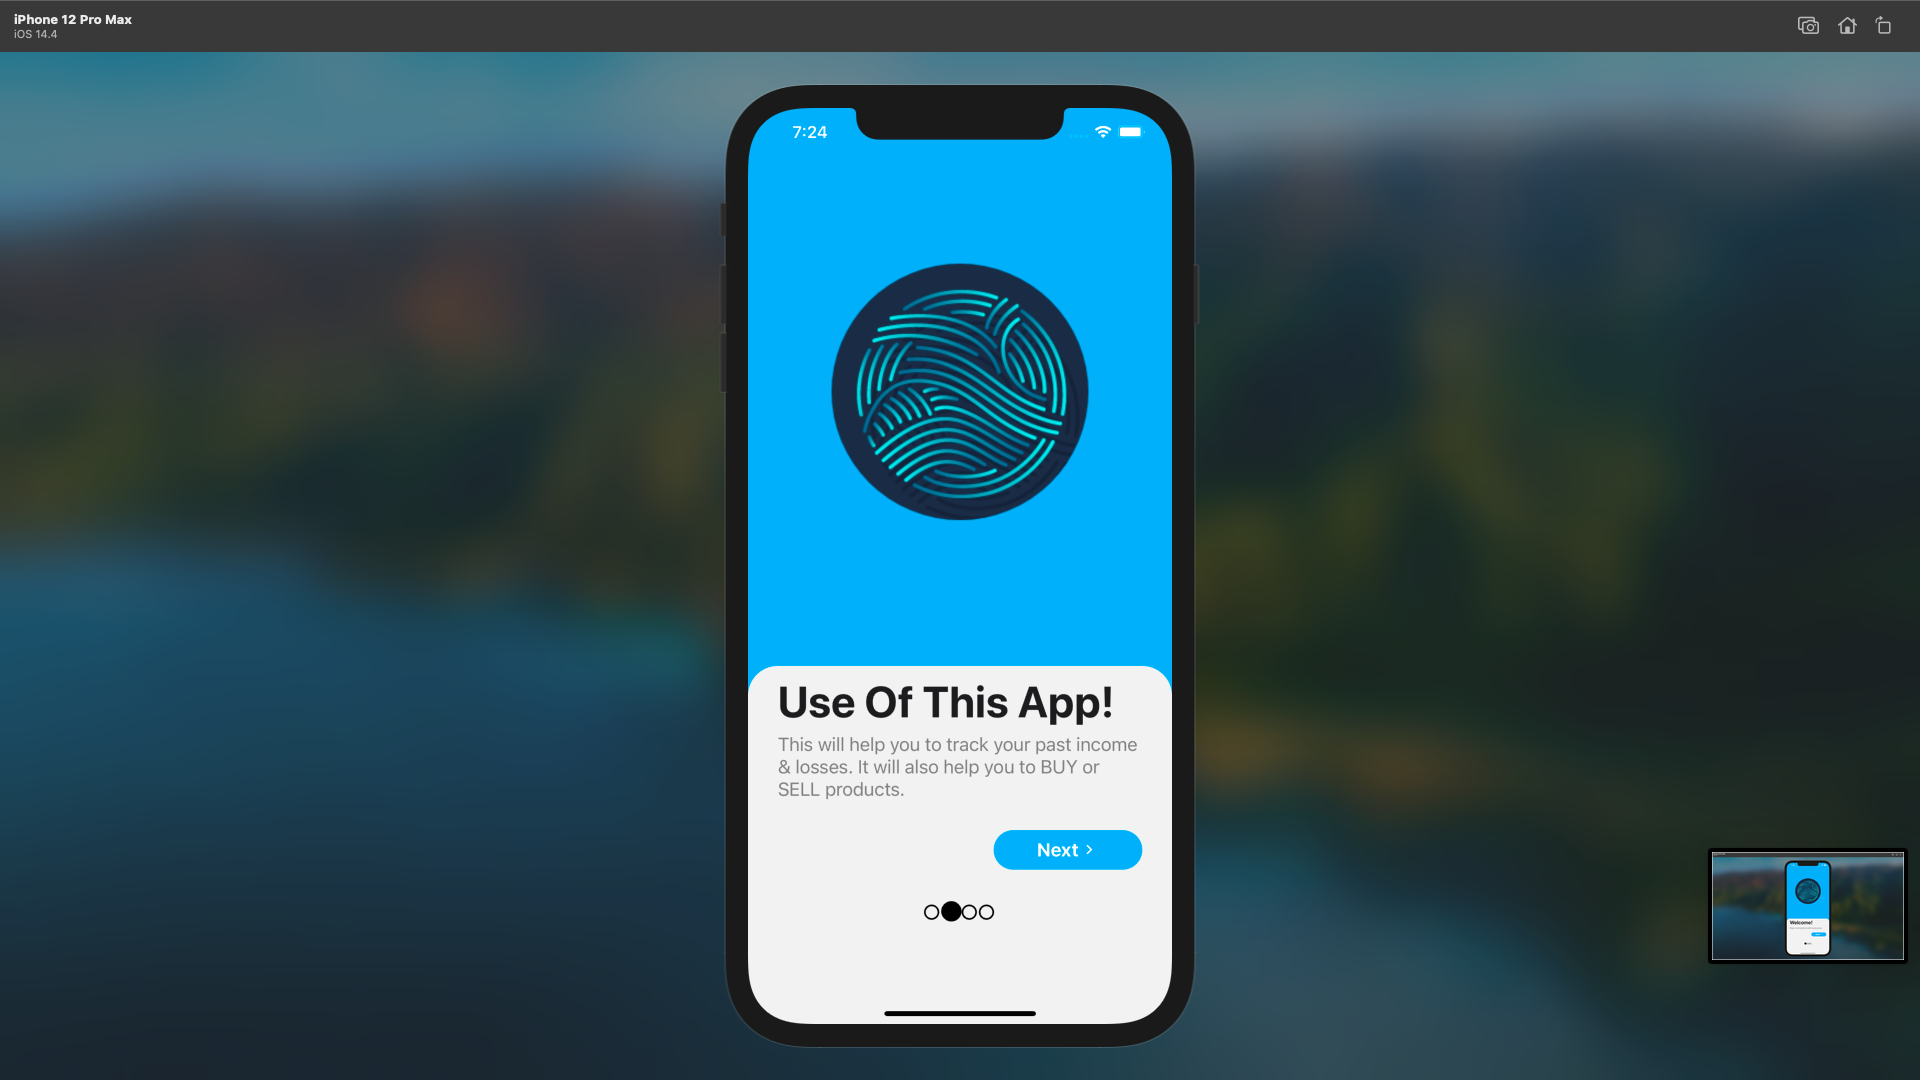 iPhone 12 Pro Max
iOS 14.4
7:24
Use Of This App!
This will help you to track your past income
& losses. It will also help you to BUY or
SELL products.
Next
Welcome!